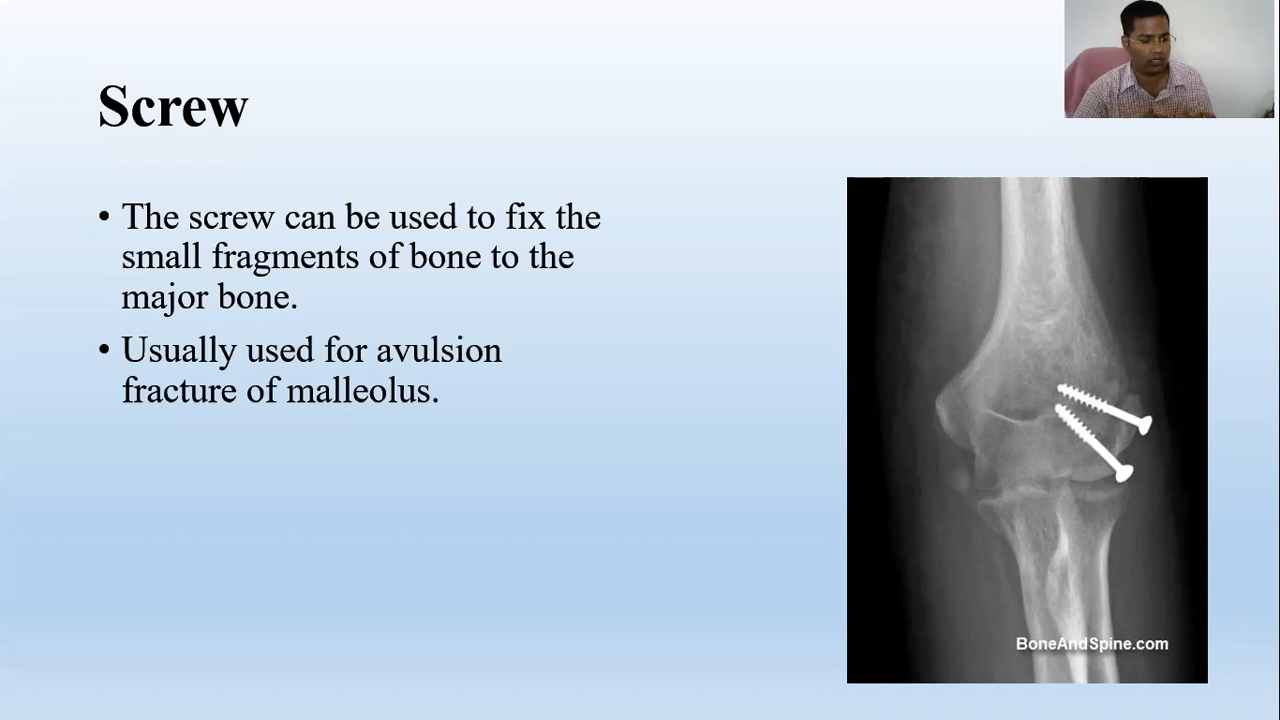 Screw
• The screw can be used to fix the
small fragments of bone to the
major bone.
• Usually used for avulsion
fracture of malleolus.
BoneAndSpine.com